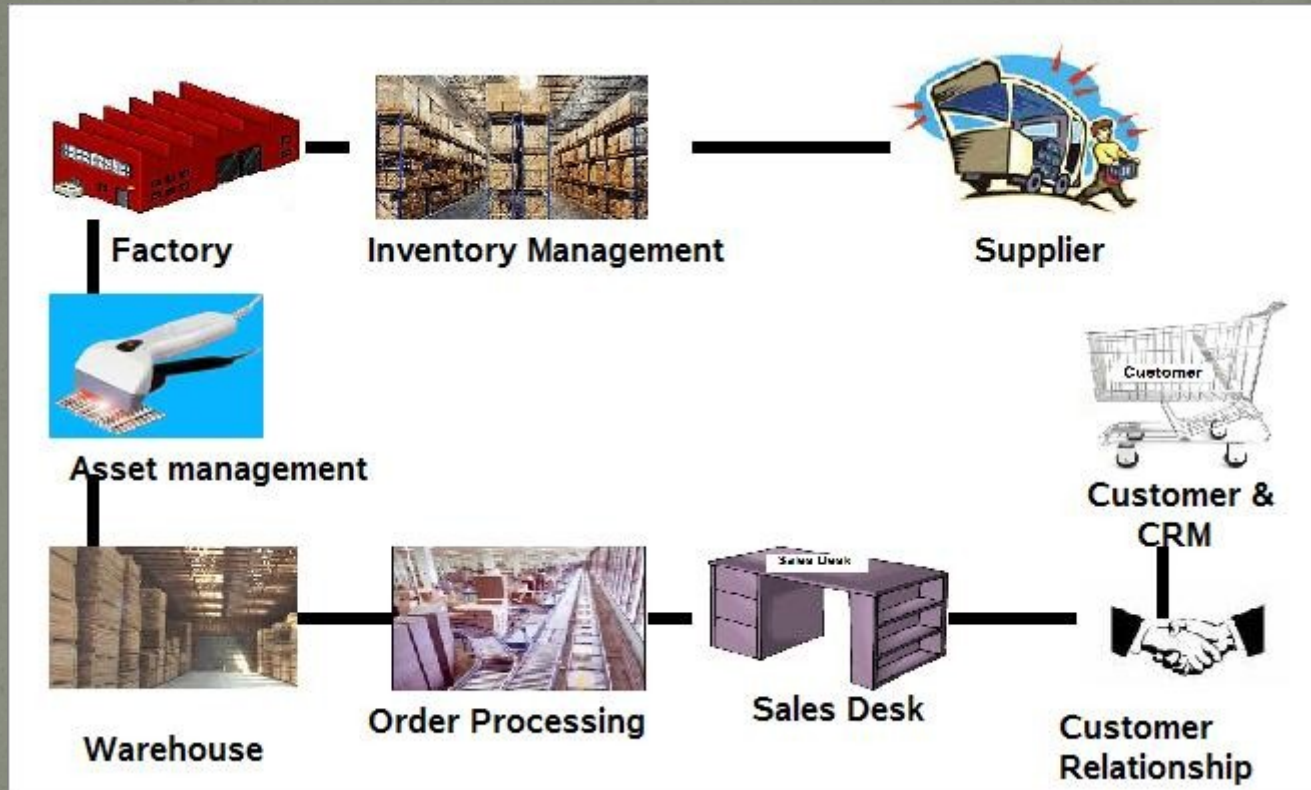 Factory
Inventory Management
Supplier
Asset management
Customer
Customer &
CRM
Warehouse
Order Processing
Sales Desk
Sales Desk
Customer
Relationship